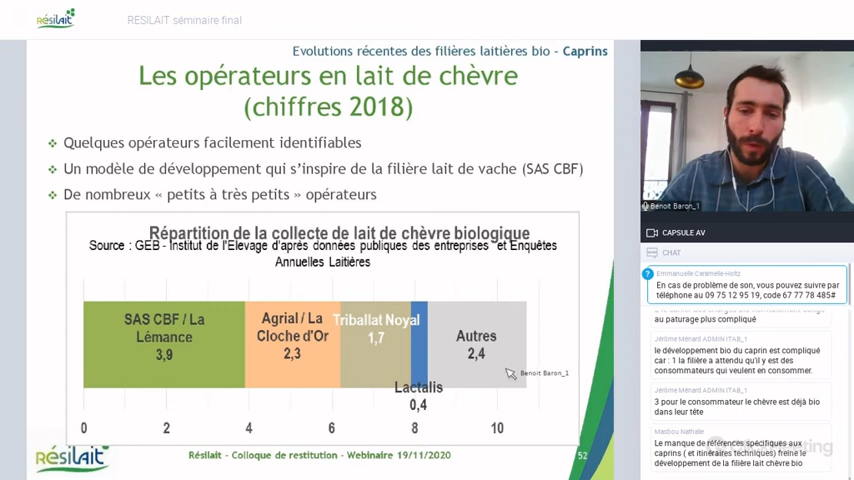 Résilait
RESILAIT séminaire final
Evolutions récentes des filières laitières bio - Caprins
Les opérateurs en lait de chèvre
(chiffres 2018)
Quelques opérateurs facilement identifiables
Un modèle de développement qui s'inspire de la filière lait de vache (SAS CBF)
De nombreux « petits à très petits » opérateurs
Répartition de la collecte de lait de chèvre biologique
Source : GEB - Institut de l'Elevage d'après données publiques des entreprises et Enquêtes
Annuelles Laitières
SAS CBF / La
Lémance
3,9
Agrial / La
Cloche d'Or
2,3
Triballat Noyal
1,7
Lactalis
0,4
Autres
2,4
Benoit Baron_1
0 2 4 6 8 10
Résilait
Résilait - Colloque de restitution - Webinaire 19/11/2020
52
Benoit Baron_1
CAPSULE AV
CHAT
Emmanuelle Caramelle-Holtz
En cas de problème de son, vous pouvez suivre par
téléphone au 09 75 12 95 19, code 67 77 78 485#
au paturage plus compliqué
Jérôme Ménard ADMIN ITAB_1
le développement bio du caprin est compliqué
car : 1 la filière a attendu qu'il y est des
consommateurs qui veulent en consommer.
Jérôme Ménard ADMIN ITAB_1
3 pour le consommateur le chèvre est déjà bio
dans leur tête
Masbou Nathalie
Le manque de références spécifiques aux
caprins ( et itinéraires techniques) freine le
développement de la filière lait chèvre bio